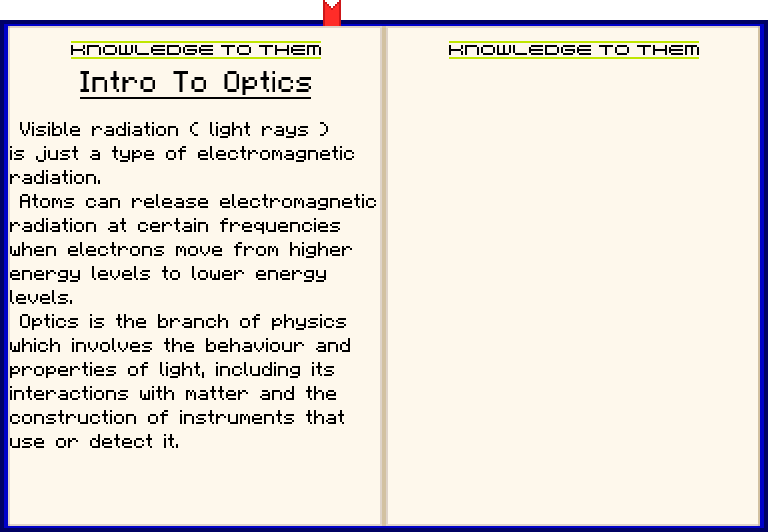 KNOWLEDGE TO THEM
Intro To Optics
Visible radiation ( light rays )
is just a type of electromagnetic
radiation.
Atoms can release electromagnetic
radiation at certain frequencies
when electrons move from higher
energy levels to lower energy
levels.
Optics is the branch of physics
which involves the behaviour and
properties of light, including its
interactions with matter and the
construction of instruments that
use or detect it.
KNOWLEDGE TO THEM